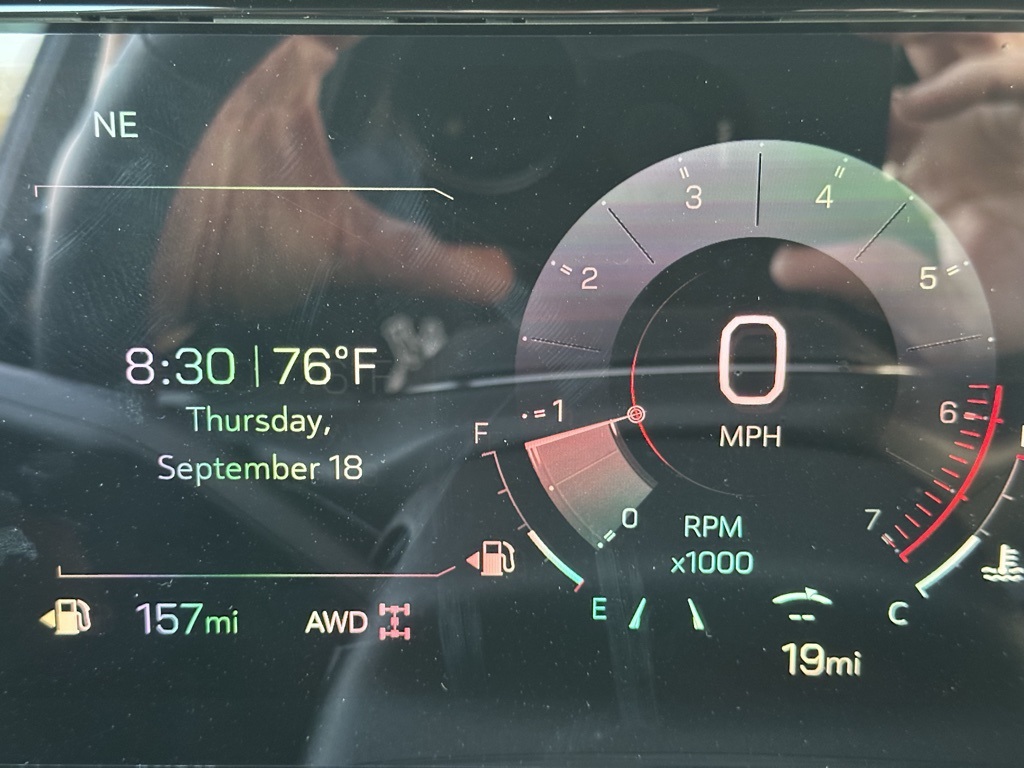 NE
8:30 | 76°F
Thursday,
September 18
157mi
AWD
F
E
0
1
2
3
4
5
6
7
0
MPH
RPM
x1000
C
19mi